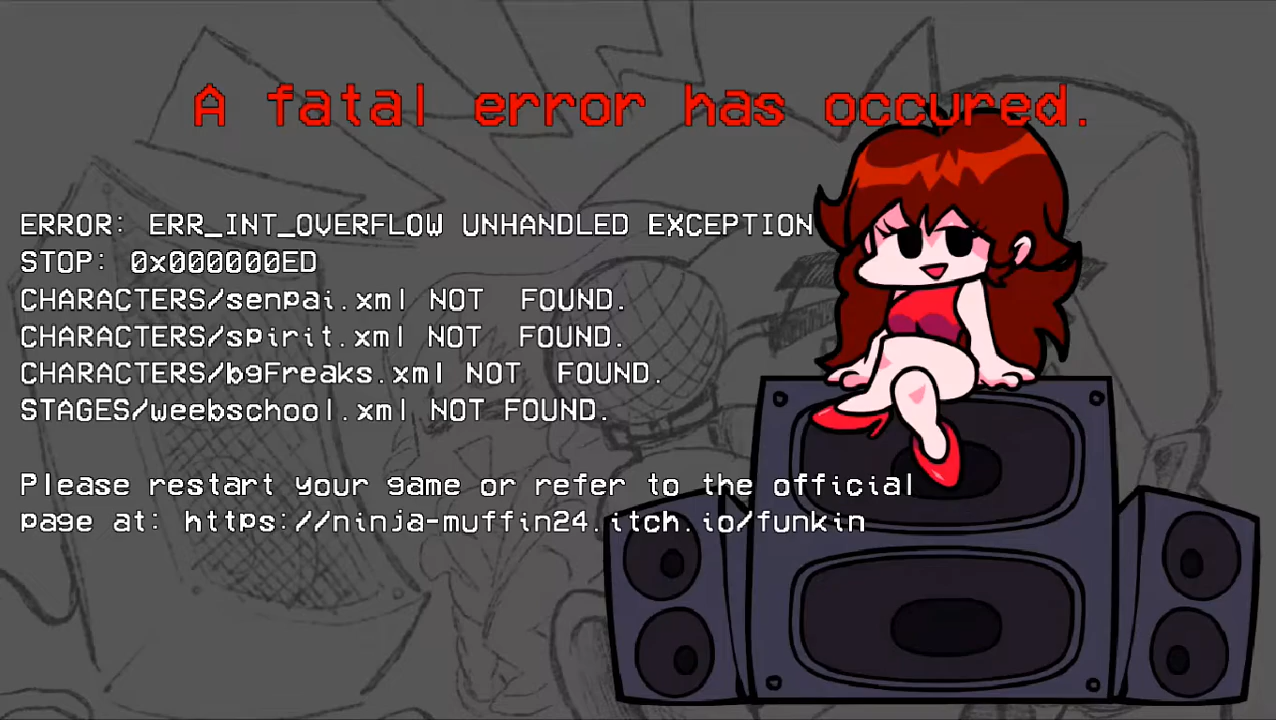 A fatal error has occured.
ERROR: ERR_INT_OVERFLOW UNHANDLED EXCEPTION
STOP: 0x000000ED
CHARACTERS/senpai.xml NOT FOUND.
CHARACTERS/spirit.xml NOT FOUND.
CHARACTERS/bgFreaks.xml NOT FOUND.
STAGES/weebschool.xml NOT FOUND.
Please restart your game or refer to the official
page at: https://ninja-muffin24.itch.io/funkin